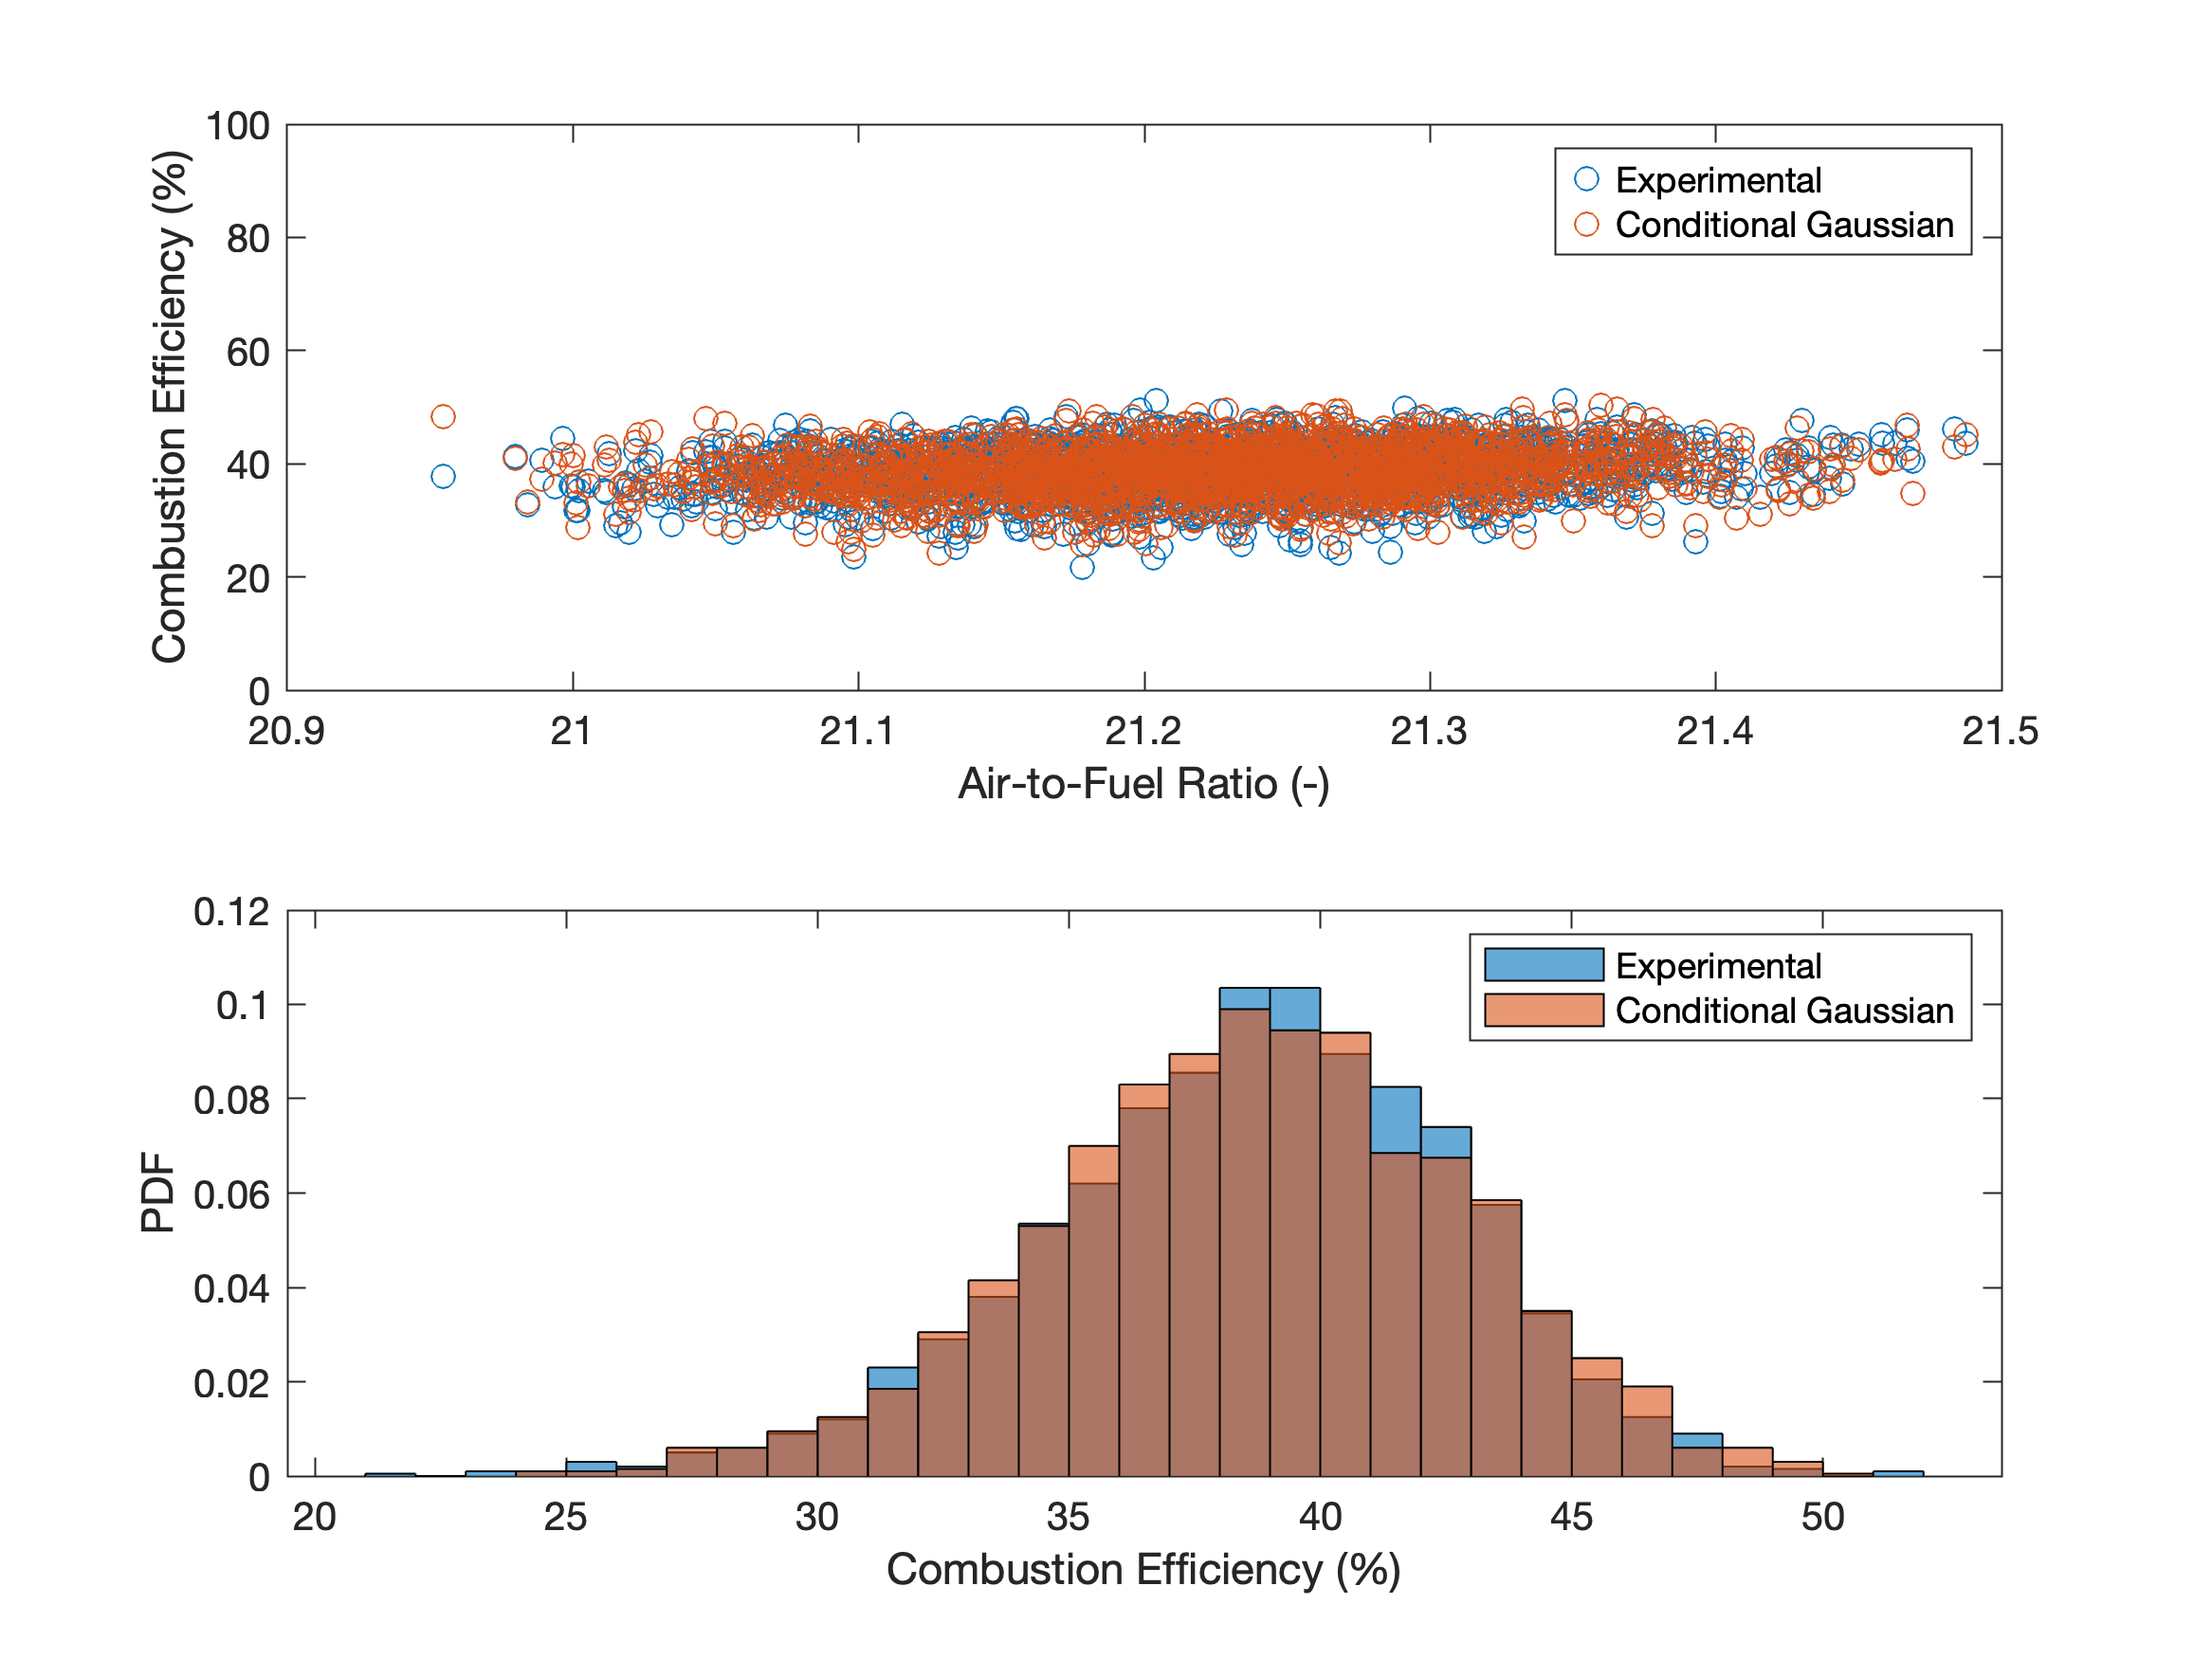 100
80
60
40
20
0
Combustion Efficiency (%)
Experimental
Conditional Gaussian
20.9 21 21.1 21.2 21.3 21.4 21.5
Air-to-Fuel Ratio (-)
0.12
0.1
0.08
0.06
0.04
0.02
0
PDF
Experimental
Conditional Gaussian
20 25 30 35 40 45 50
Combustion Efficiency (%)